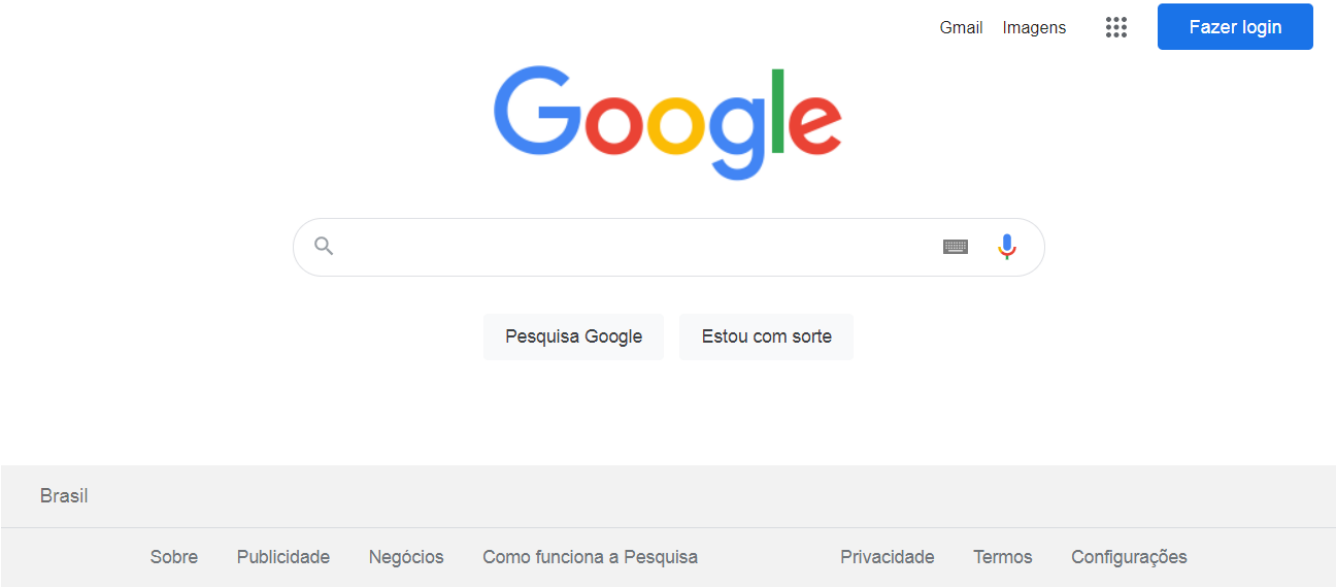 Gmail Imagens Fazer login
Google
Pesquisa Google Estou com sorte
Brasil
Sobre Publicidade Negócios Como funciona a Pesquisa Privacidade Termos Configurações